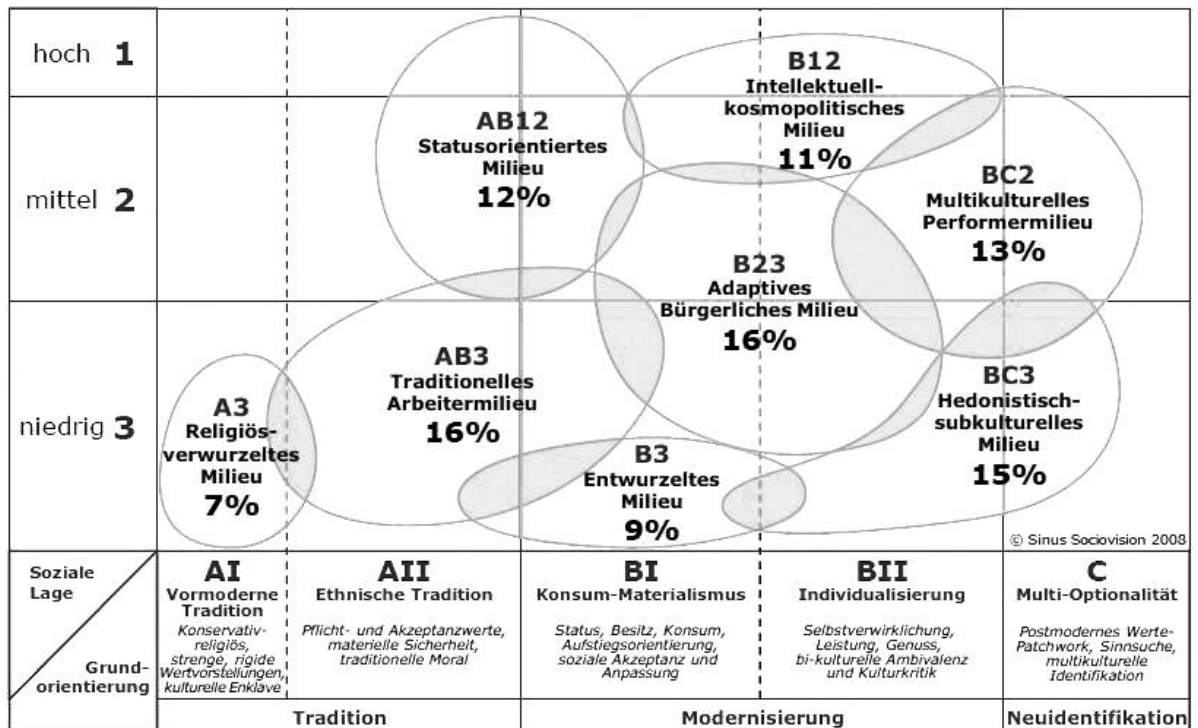 hoch 1
mittel 2
niedrig 3
B12
Intellektuell-
kosmopolitisches
Milieu
11%
AB12
Statusorientiertes
Milieu
12%
BC2
Multikulturelles
Performermilieu
13%
B23
Adaptives
Bürgerliches Milieu
16%
AB3
Traditionelles
Arbeitermilieu
16%
A3
Religiös-
verwurzeltes
Milieu
7%
BC3
Hedonistisch-
subkulturelles
Milieu
15%
B3
Entwurzeltes
Milieu
9%
© Sinus Sociovision 2008
Soziale
Lage
Grund-
orientierung
AI
Vormoderne
Tradition
Konservativ-
religiös,
strenge, rigide
Wertvorstellungen,
kulturelle Enklave
AII
Ethnische Tradition
Pflicht- und Akzeptanzwerte,
materielle Sicherheit,
traditionelle Moral
BI
Konsum-Materialismus
Status, Besitz, Konsum,
Aufstiegsorientierung,
soziale Akzeptanz und
Anpassung
BII
Individualisierung
Selbstverwirklichung,
Leistung, Genuss,
bi-kulturelle Ambivalenz
und Kulturkritik
C
Multi-Optionalität
Postmodernes Werte-
Patchwork, Sinnsuche,
multikulturelle
Identifikation
Tradition
Modernisierung
Neuidentifikation